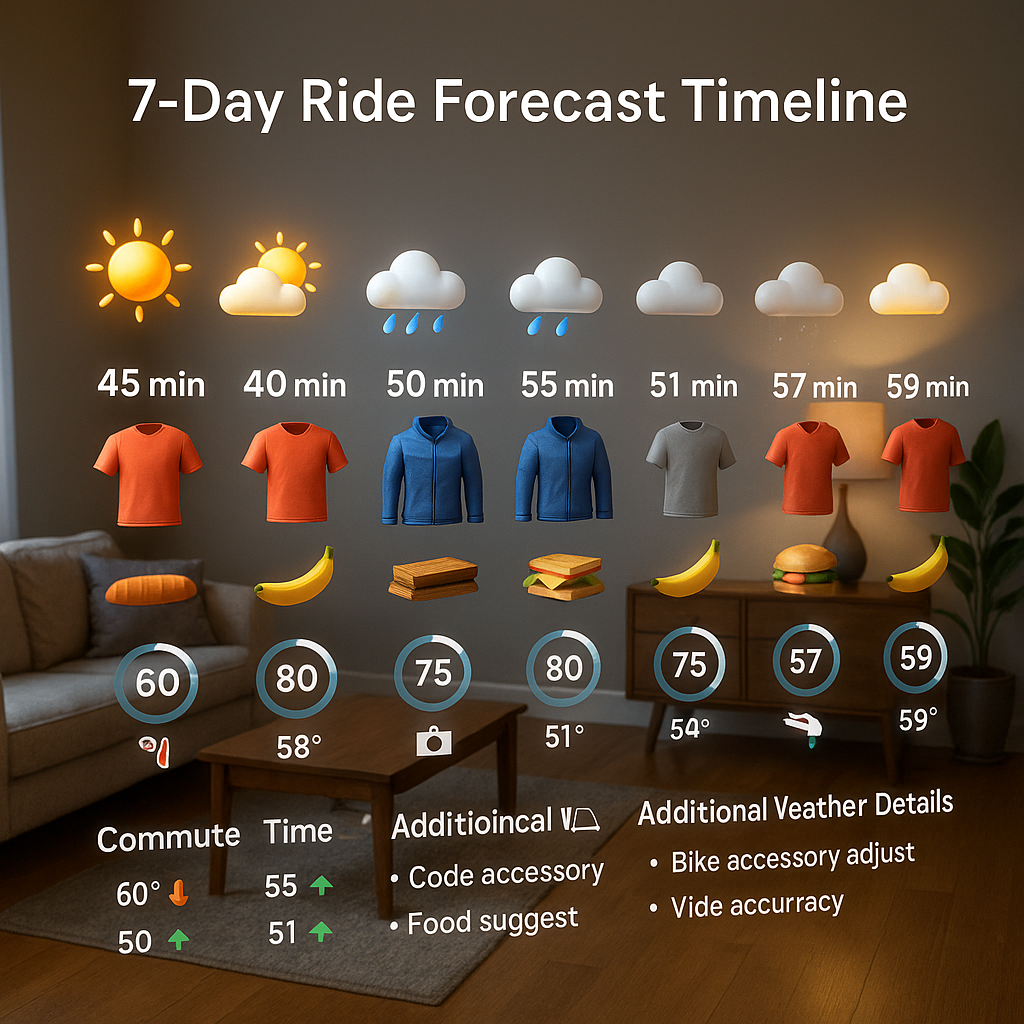 7-Day Ride Forecast Timeline
45 min 40 min 50 min 55 min 51 min 57 min 59 min
60 80 75 80 75 57 59
58° 51° 54° 59°
Commute Time
60° 55
50 51
Additioincal
• Code accessory
• Food suggest
Additional Veather Details
• Bike accessory adjust
• Vide accurracy